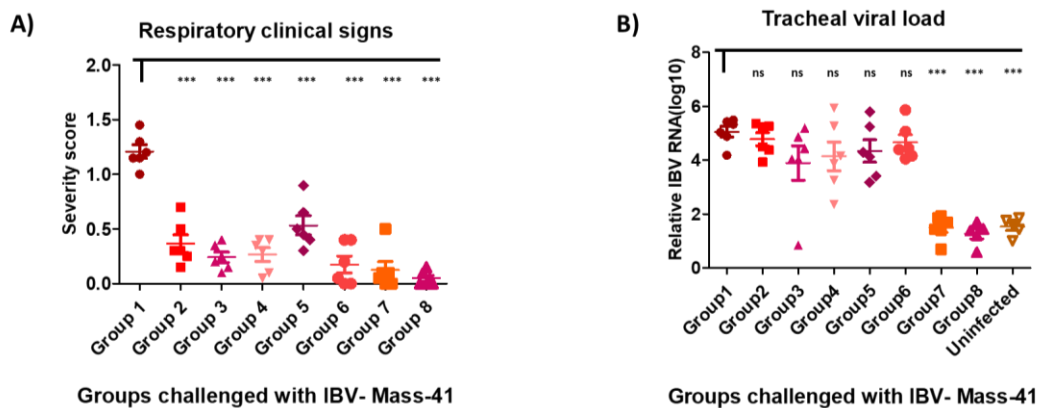 A)
Respiratory clinical signs
*** *** *** *** *** *** ***
Severity score
2.0
1.5
1.0
0.5
0.0
Group 1 Group 2 Group 3 Group 4 Group 5 Group 6 Group 7 Group 8
Groups challenged with IBV- Mass-41
B)
Tracheal viral load
ns ns ns ns ns *** *** ***
Relative IBV RNA(log10)
8
6
4
2
0
Group1 Group2 Group3 Group4 Group5 Group6 Group7 Group8 Uninfected
Groups challenged with IBV- Mass-41